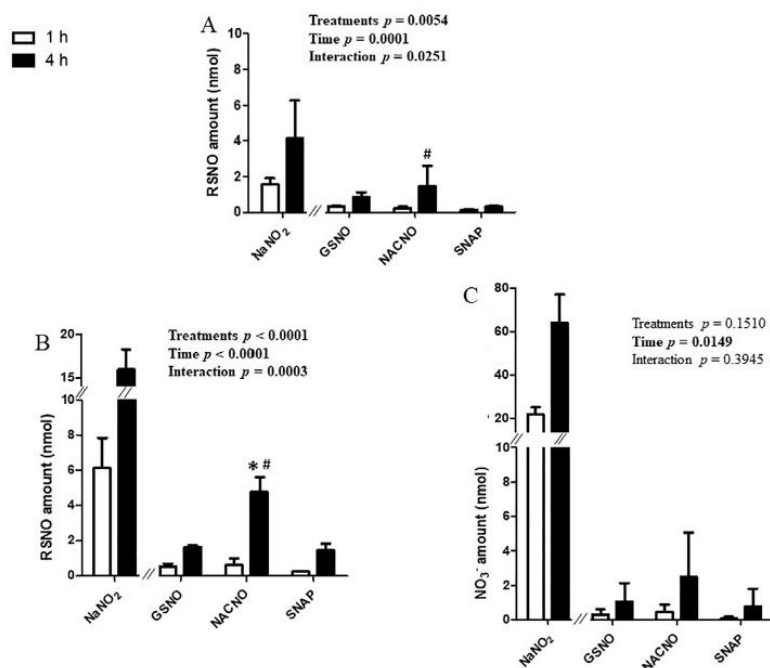 1 h
4 h
A
Treatments p = 0.0054
Time p = 0.0001
Interaction p = 0.0251
RSNO amount (nmol)
10
8
6
4
2
0
#
//
NaNO2
GSNO
NACNO
SNAP
B
Treatments p < 0.0001
Time p < 0.0001
Interaction p = 0.0003
RSNO amount (nmol)
20
15
10
8
6
4
2
0
* #
//
NaNO2
GSNO
NACNO
SNAP
C
Treatments p = 0.1510
Time p = 0.0149
Interaction p = 0.3945
NO3- amount (nmol)
80
60
40
20
10
8
6
4
2
0
//
NaNO2
GSNO
NACNO
SNAP